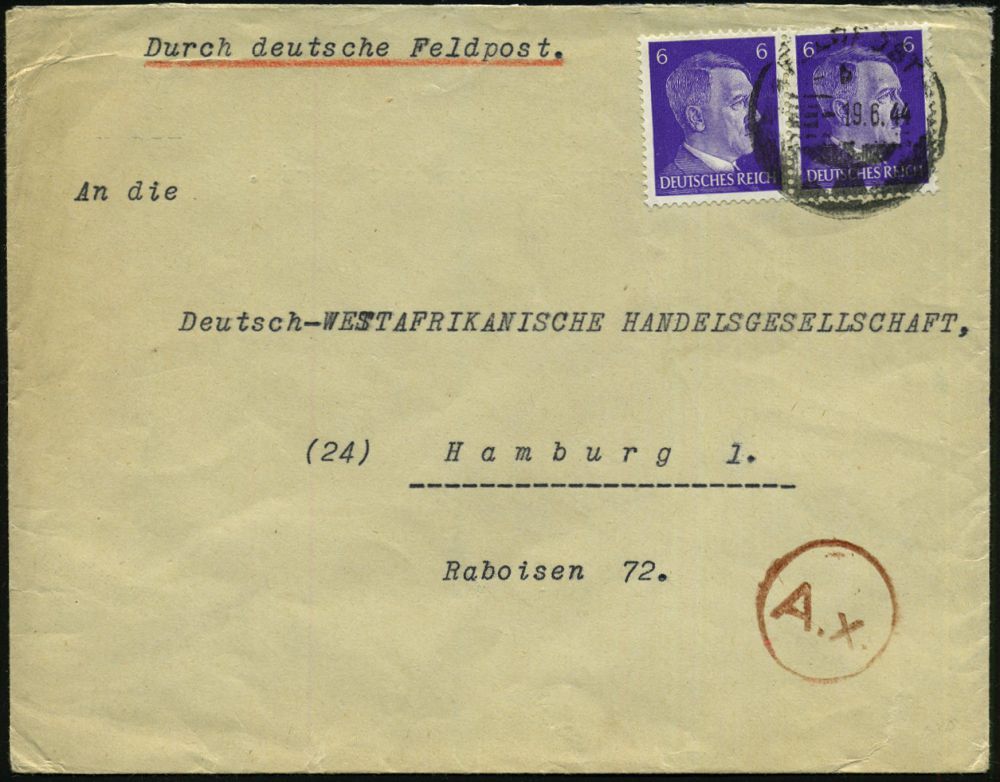 Durch deutsche Feldpost.
6 6 6 6
19.6.44
DEUTSCHES REICH DEUTSCHES REICH
An die
Deutsch-WESTAFRIKANISCHE HANDELSGESELLSCHAFT,
(24) Hamburg 1.
Raboisen 72.
A.x.